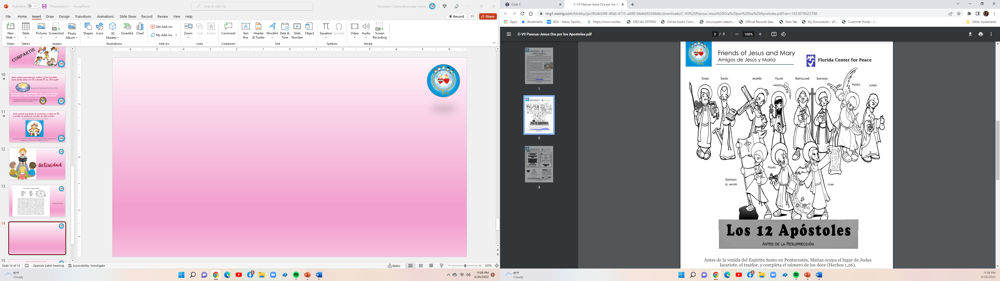 AutoSave Off Presentation1 - PowerPoint Search (Alt+Q) Mercedes Cristina Bermudez-Garcia
File Home Insert Draw Design Transitions Animations Slide Show Record Review View Help Record Share
New Slide Table Pictures Screenshot Photo Album Shapes Icons 3D Models SmartArt Chart Get Add-ins My Add-ins Zoom Link Action Comment Text Box Header & Footer WordArt Date & Time Slide Number Object Equation Symbol Video Audio Screen Recording
Slides Tables Images Illustrations Add-ins Links Comments Text Symbols Media
COMPARTIR
10
Jesús quiere que estemos unidos a Dios también
para poder estar con Él a donde Él va. ¿Por qué?
11
Jesús quiere que todos lo conozcan y crean en Él;
y unidos lo podemos ayudar en esta misión.
12
actividad
13
Los doce apóstoles
Sopa de letras
14
15
Slide 14 of 15 Spanish (Latin America) Accessibility: Investigate Notes 107%
81°F
Cloudy
11:09 PM
5/20/2022
Ciclo C
C-VII Pascua-Jesus Ora por los A
img1.wsimg.com/blobby/go/45db54f8-48a8-4115-a888-04deb83368db/downloads/C-VII%20Pascua-Jesus%20Ora%20por%20los%20Apostoles.pdf?ver=1653078023798
Apps Bookmarks AOL - News, Sports,... https://www.northe... SPECIAL OFFERS! Online Audio Conv... oris.co.palm-beach.... Official Records Sea... New Tab My Documents – eF... Customer Portal - J... Other bookmarks
C-VII Pascua-Jesus Ora por los Apostoles.pdf 2 / 3 100%
1
2
3
Friends of Jesus and Mary
Amigos de Jesús y María
Florida Center for Peace
Tomás Simón Andrés Felipe Bartolomé Santiago Mateo Judas
Pedro
Santiago
el mayor
Juan
Los 12 Apóstoles
Antes de la Resurrección
Antes de la venida del Espíritu Santo en Pentecostés, Matías ocupa el lugar de Judas
Iscariote, el traidor, y completa el número de los doce (Hechos 1,26).
81°F
Cloudy
11:09 PM
5/20/2022